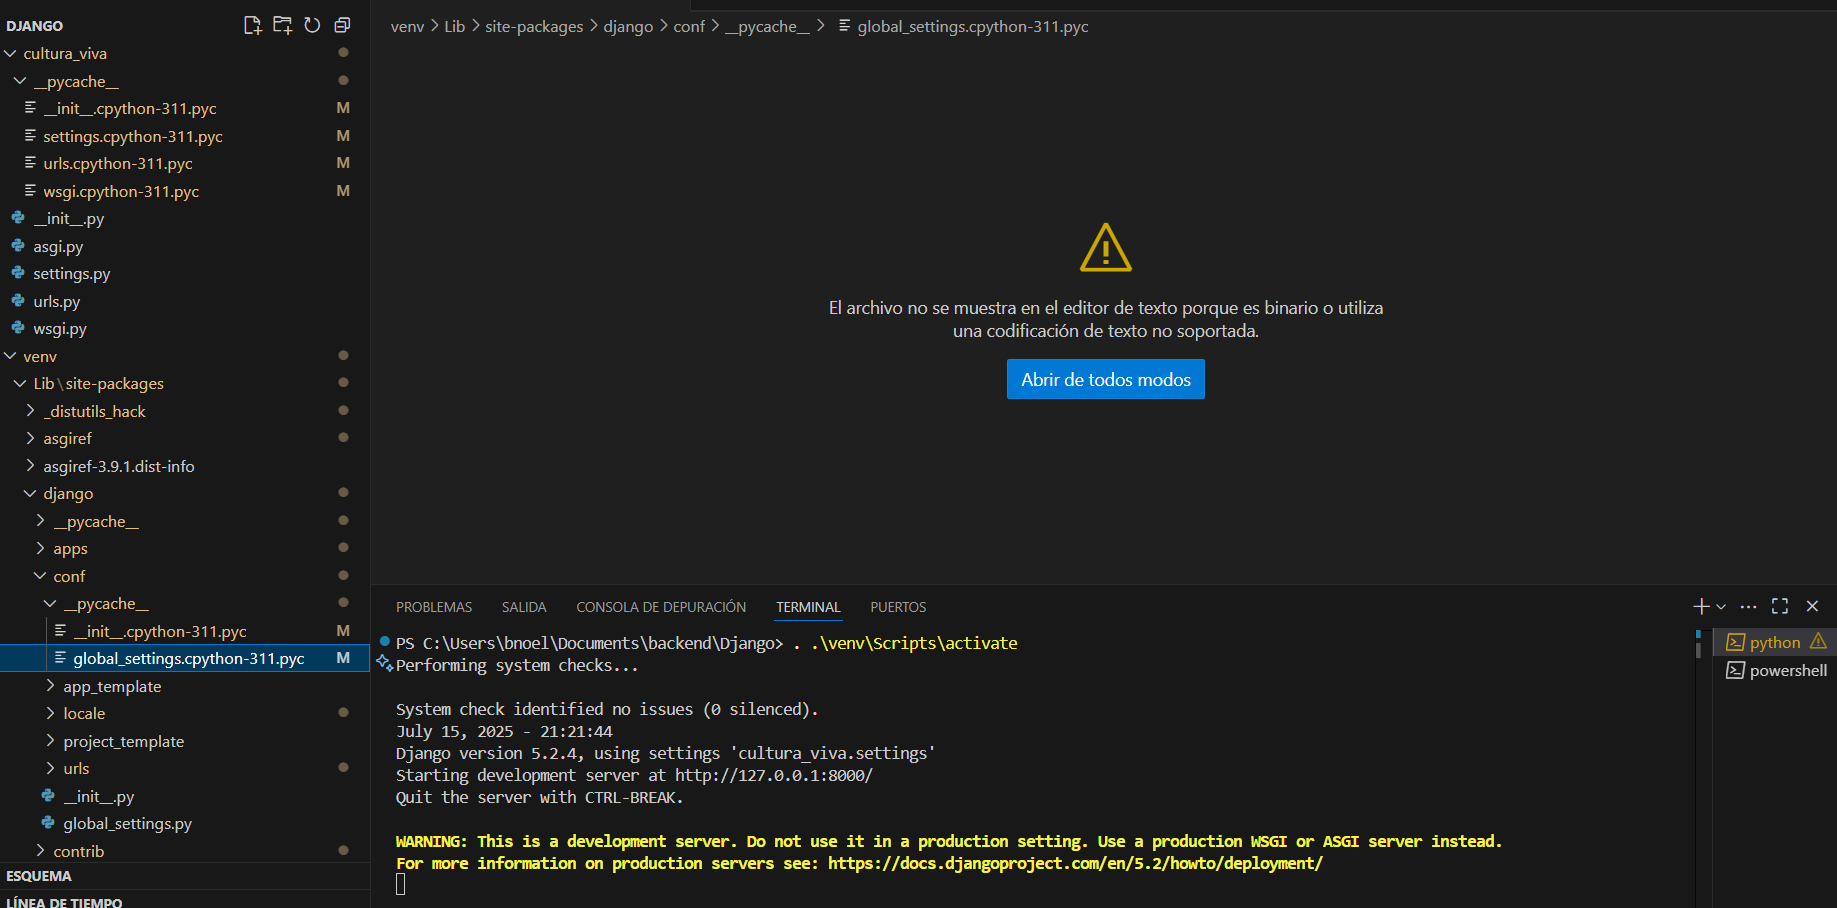 DJANGO
cultura_viva
__pycache__
__init__.cpython-311.pyc M
settings.cpython-311.pyc M
urls.cpython-311.pyc M
wsgi.cpython-311.pyc M
__init__.py
asgi.py
settings.py
urls.py
wsgi.py
venv
Lib\site-packages
_distutils_hack
asgiref
asgiref-3.9.1.dist-info
django
__pycache__
apps
conf
__pycache__
__init__.cpython-311.pyc M
global_settings.cpython-311.pyc M
app_template
locale
project_template
urls
__init__.py
global_settings.py
contrib
ESQUEMA
LÍNEA DE TIEMPO
venv > Lib > site-packages > django > conf > __pycache__ > global_settings.cpython-311.pyc
El archivo no se muestra en el editor de texto porque es binario o utiliza
una codificación de texto no soportada.
Abrir de todos modos
PROBLEMAS SALIDA CONSOLA DE DEPURACIÓN TERMINAL PUERTOS
PS C:\Users\bnoel\Documents\backend\Django> . .\venv\Scripts\activate
Performing system checks...
System check identified no issues (0 silenced).
July 15, 2025 - 21:21:44
Django version 5.2.4, using settings 'cultura_viva.settings'
Starting development server at http://127.0.0.1:8000/
Quit the server with CTRL-BREAK.
WARNING: This is a development server. Do not use it in a production setting. Use a production WSGI or ASGI server instead.
For more information on production servers see: https://docs.djangoproject.com/en/5.2/howto/deployment/
python
powershell